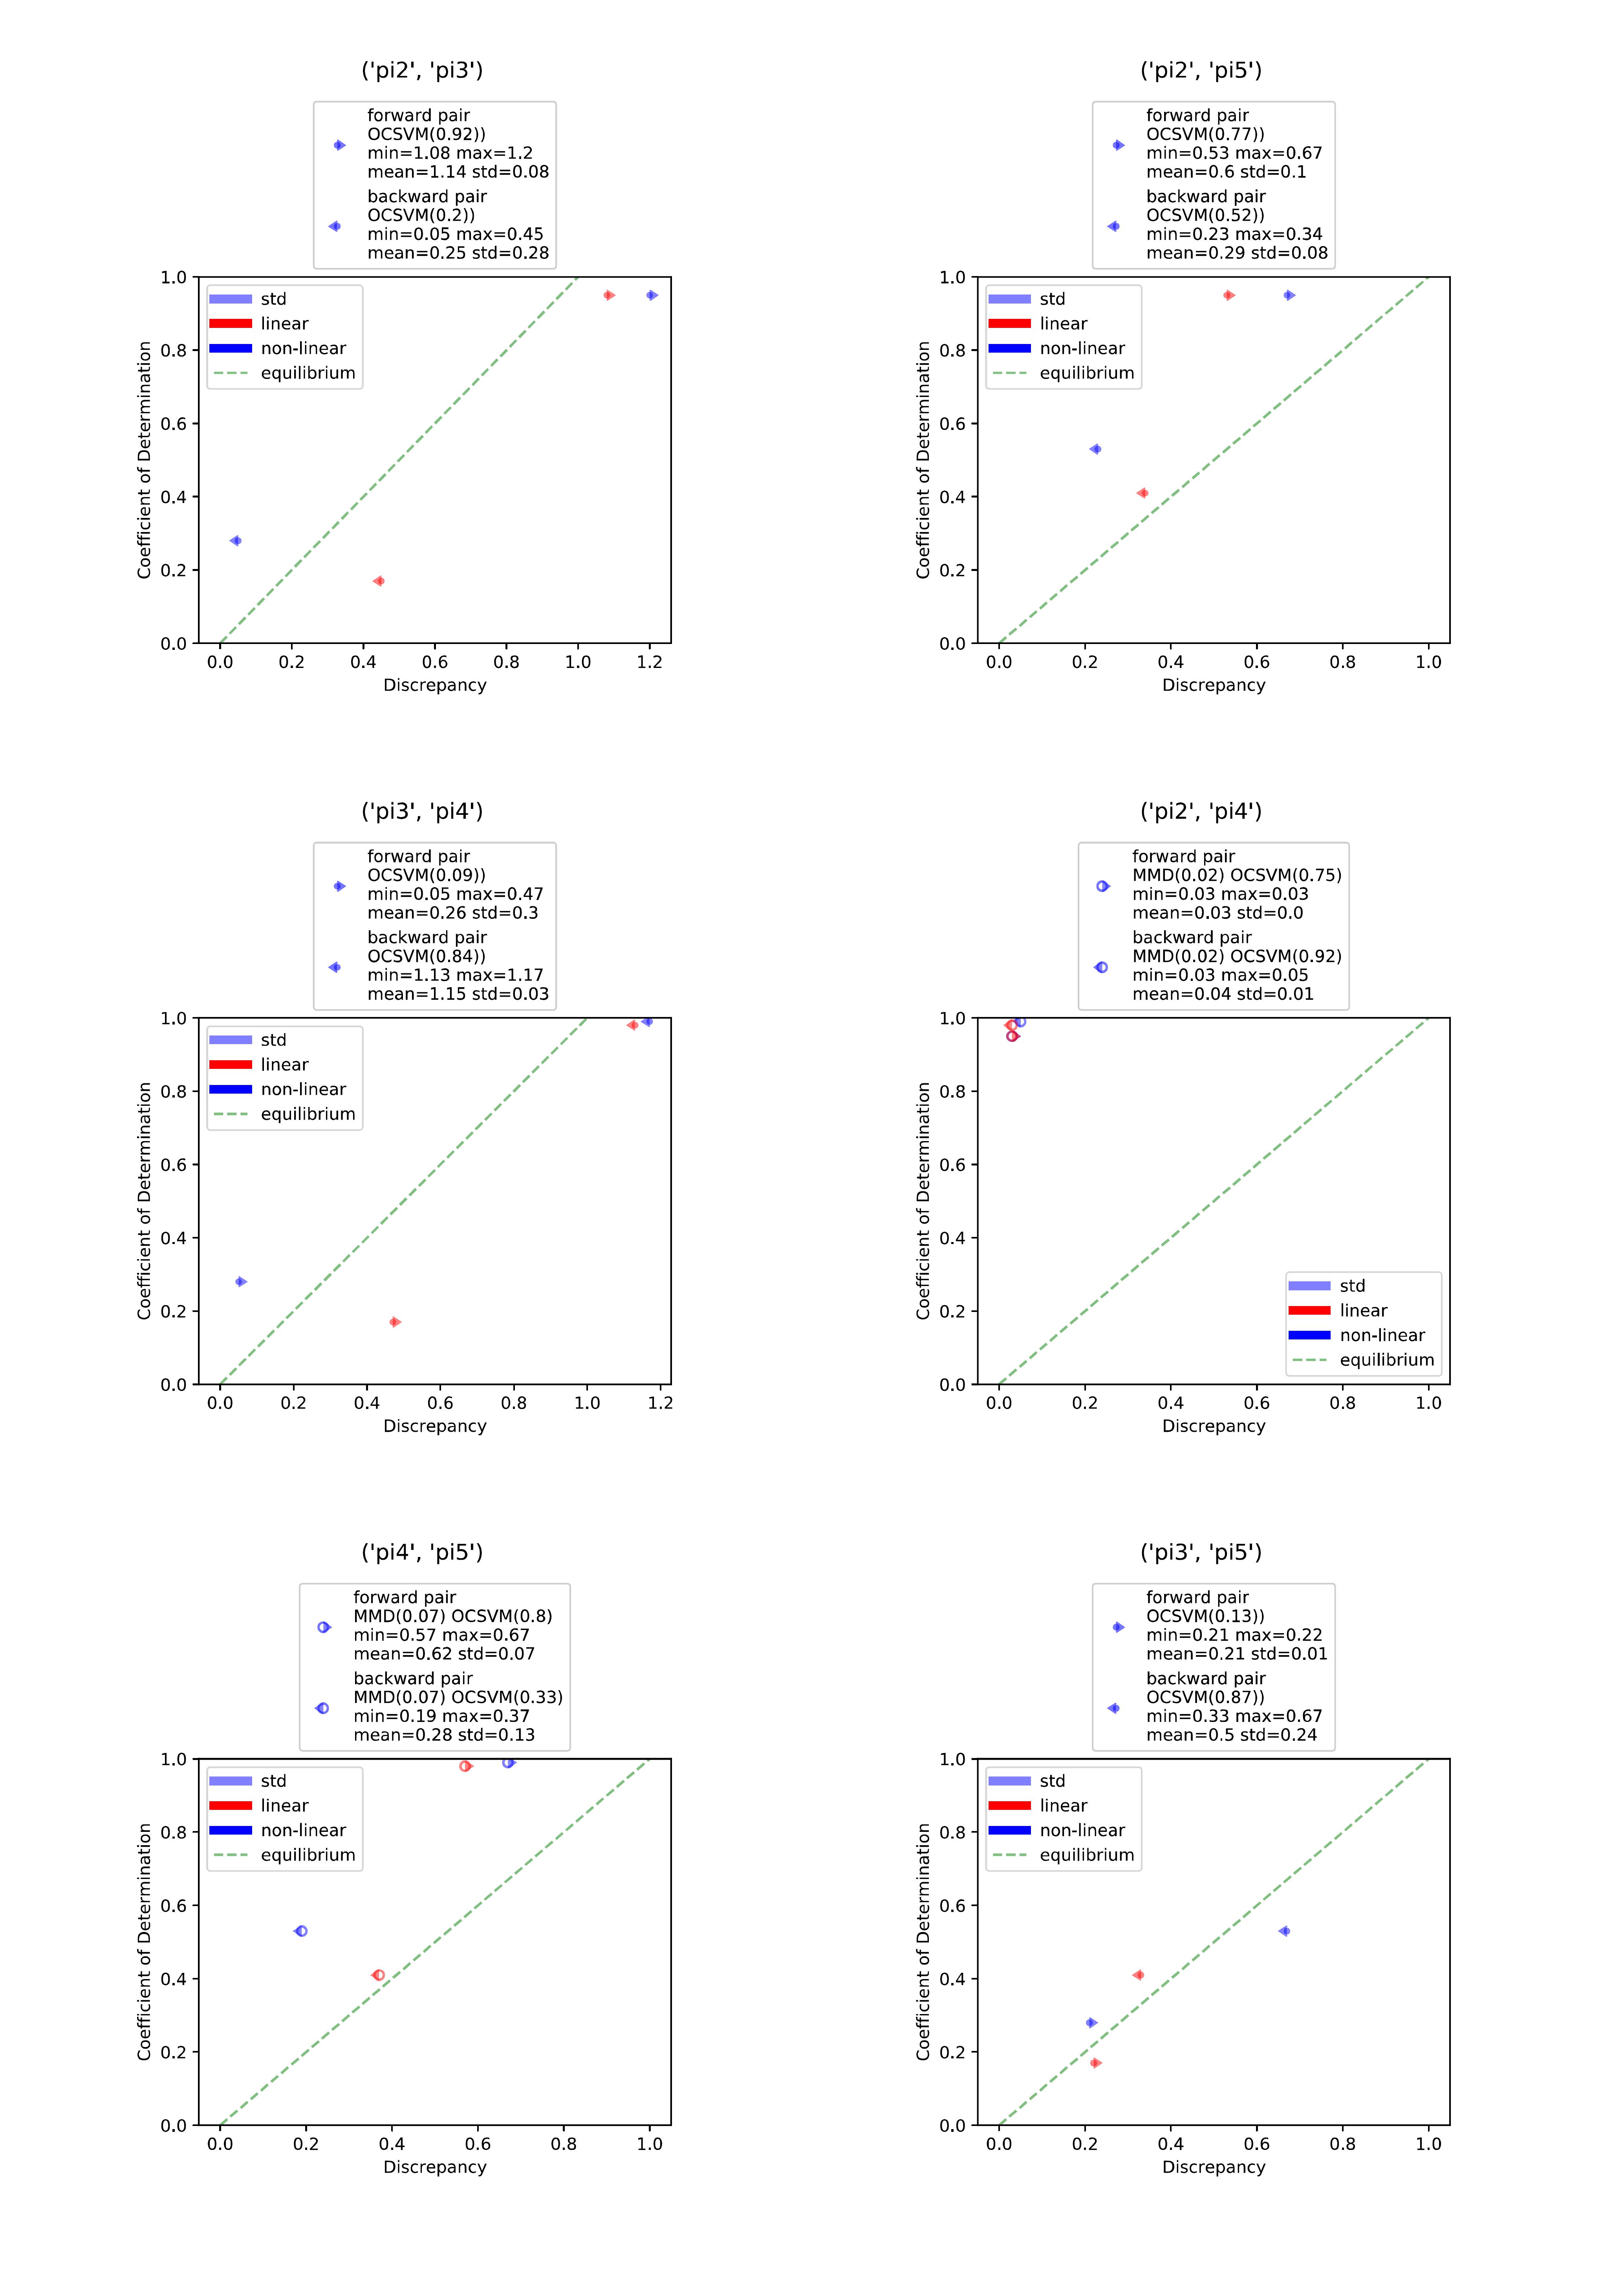 ('pi2', 'pi3')
forward pair
OCSVM(0.92))
min=1.08 max=1.2
mean=1.14 std=0.08
backward pair
OCSVM(0.2))
min=0.05 max=0.45
mean=0.25 std=0.28
std
linear
non-linear
equilibrium
Coefficient of Determination
1.0
0.8
0.6
0.4
0.2
0.0
0.0 0.2 0.4 0.6 0.8 1.0 1.2
Discrepancy
('pi2', 'pi5')
forward pair
OCSVM(0.77))
min=0.53 max=0.67
mean=0.6 std=0.1
backward pair
OCSVM(0.52))
min=0.23 max=0.34
mean=0.29 std=0.08
std
linear
non-linear
equilibrium
Coefficient of Determination
1.0
0.8
0.6
0.4
0.2
0.0
0.0 0.2 0.4 0.6 0.8 1.0
Discrepancy
('pi3', 'pi4')
forward pair
OCSVM(0.09))
min=0.05 max=0.47
mean=0.26 std=0.3
backward pair
OCSVM(0.84))
min=1.13 max=1.17
mean=1.15 std=0.03
std
linear
non-linear
equilibrium
Coefficient of Determination
1.0
0.8
0.6
0.4
0.2
0.0
0.0 0.2 0.4 0.6 0.8 1.0 1.2
Discrepancy
('pi2', 'pi4')
forward pair
MMD(0.02) OCSVM(0.75)
min=0.03 max=0.03
mean=0.03 std=0.0
backward pair
MMD(0.02) OCSVM(0.92)
min=0.03 max=0.05
mean=0.04 std=0.01
Coefficient of Determination
1.0
0.8
0.6
0.4
0.2
0.0
std
linear
non-linear
equilibrium
0.0 0.2 0.4 0.6 0.8 1.0
Discrepancy
('pi4', 'pi5')
forward pair
MMD(0.07) OCSVM(0.8)
min=0.57 max=0.67
mean=0.62 std=0.07
backward pair
MMD(0.07) OCSVM(0.33)
min=0.19 max=0.37
mean=0.28 std=0.13
std
linear
non-linear
equilibrium
Coefficient of Determination
1.0
0.8
0.6
0.4
0.2
0.0
0.0 0.2 0.4 0.6 0.8 1.0
Discrepancy
('pi3', 'pi5')
forward pair
OCSVM(0.13))
min=0.21 max=0.22
mean=0.21 std=0.01
backward pair
OCSVM(0.87))
min=0.33 max=0.67
mean=0.5 std=0.24
std
linear
non-linear
equilibrium
Coefficient of Determination
1.0
0.8
0.6
0.4
0.2
0.0
0.0 0.2 0.4 0.6 0.8 1.0
Discrepancy